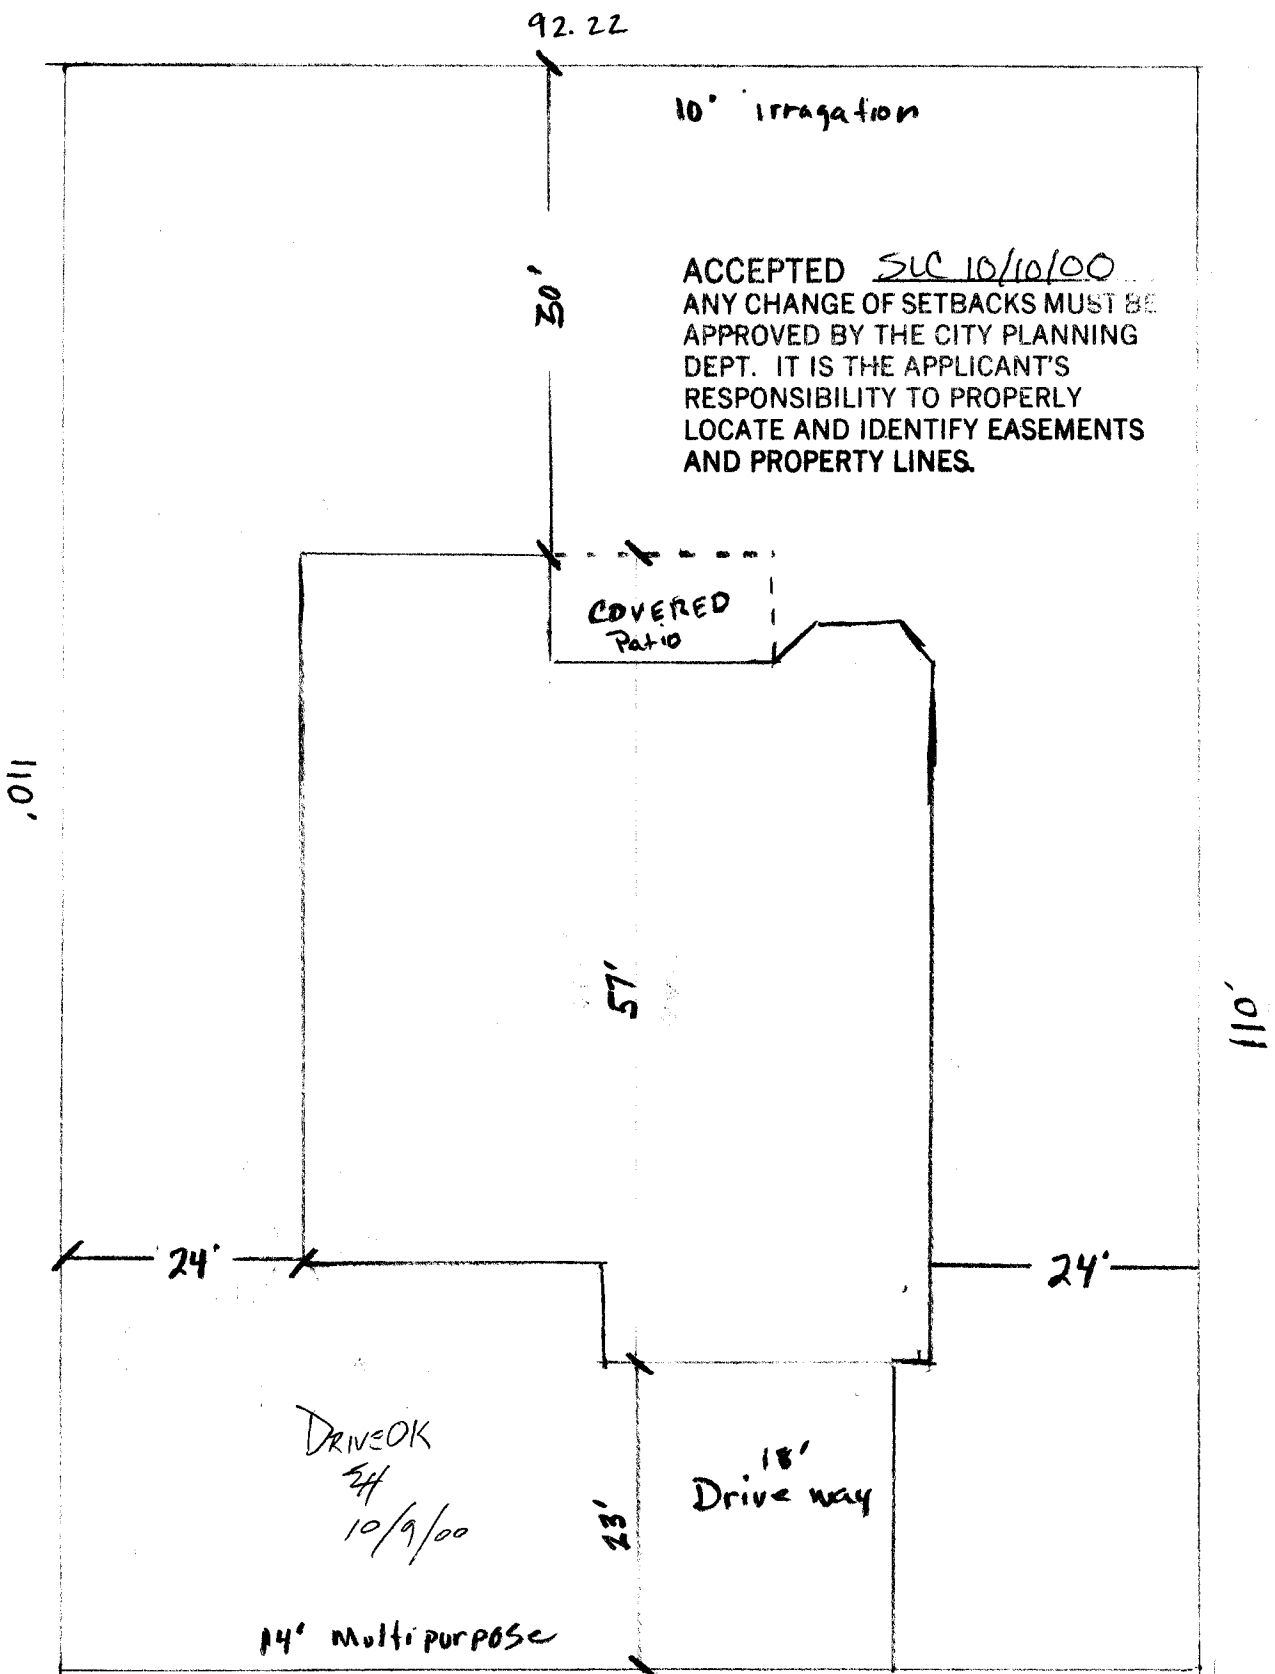 92.22
10' irragation
ACCEPTED SLC 10/10/00
ANY CHANGE OF SETBACKS MUST BE
APPROVED BY THE CITY PLANNING
DEPT. IT IS THE APPLICANT'S
RESPONSIBILITY TO PROPERLY
LOCATE AND IDENTIFY EASEMENTS
AND PROPERTY LINES.
30'
COVERED
Patio
110'
57'
110'
24'
24'
DRIVE OK
10/9/00
18'
Drive way
23'
14' Multipurpose